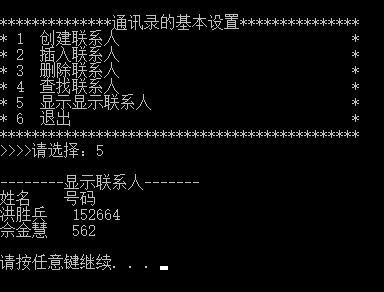 **************通讯录的基本设置***************
* 1  创建联系人                             *
* 2  插入联系人                             *
* 3  删除联系人                             *
* 4  查找联系人                             *
* 5  显示显示联系人                         *
* 6  退出                                   *
*********************************************
>>>>请选择：5
--------显示联系人-------
姓名    号码
洪胜兵   152664
佘金慧   562
请按任意键继续. . .